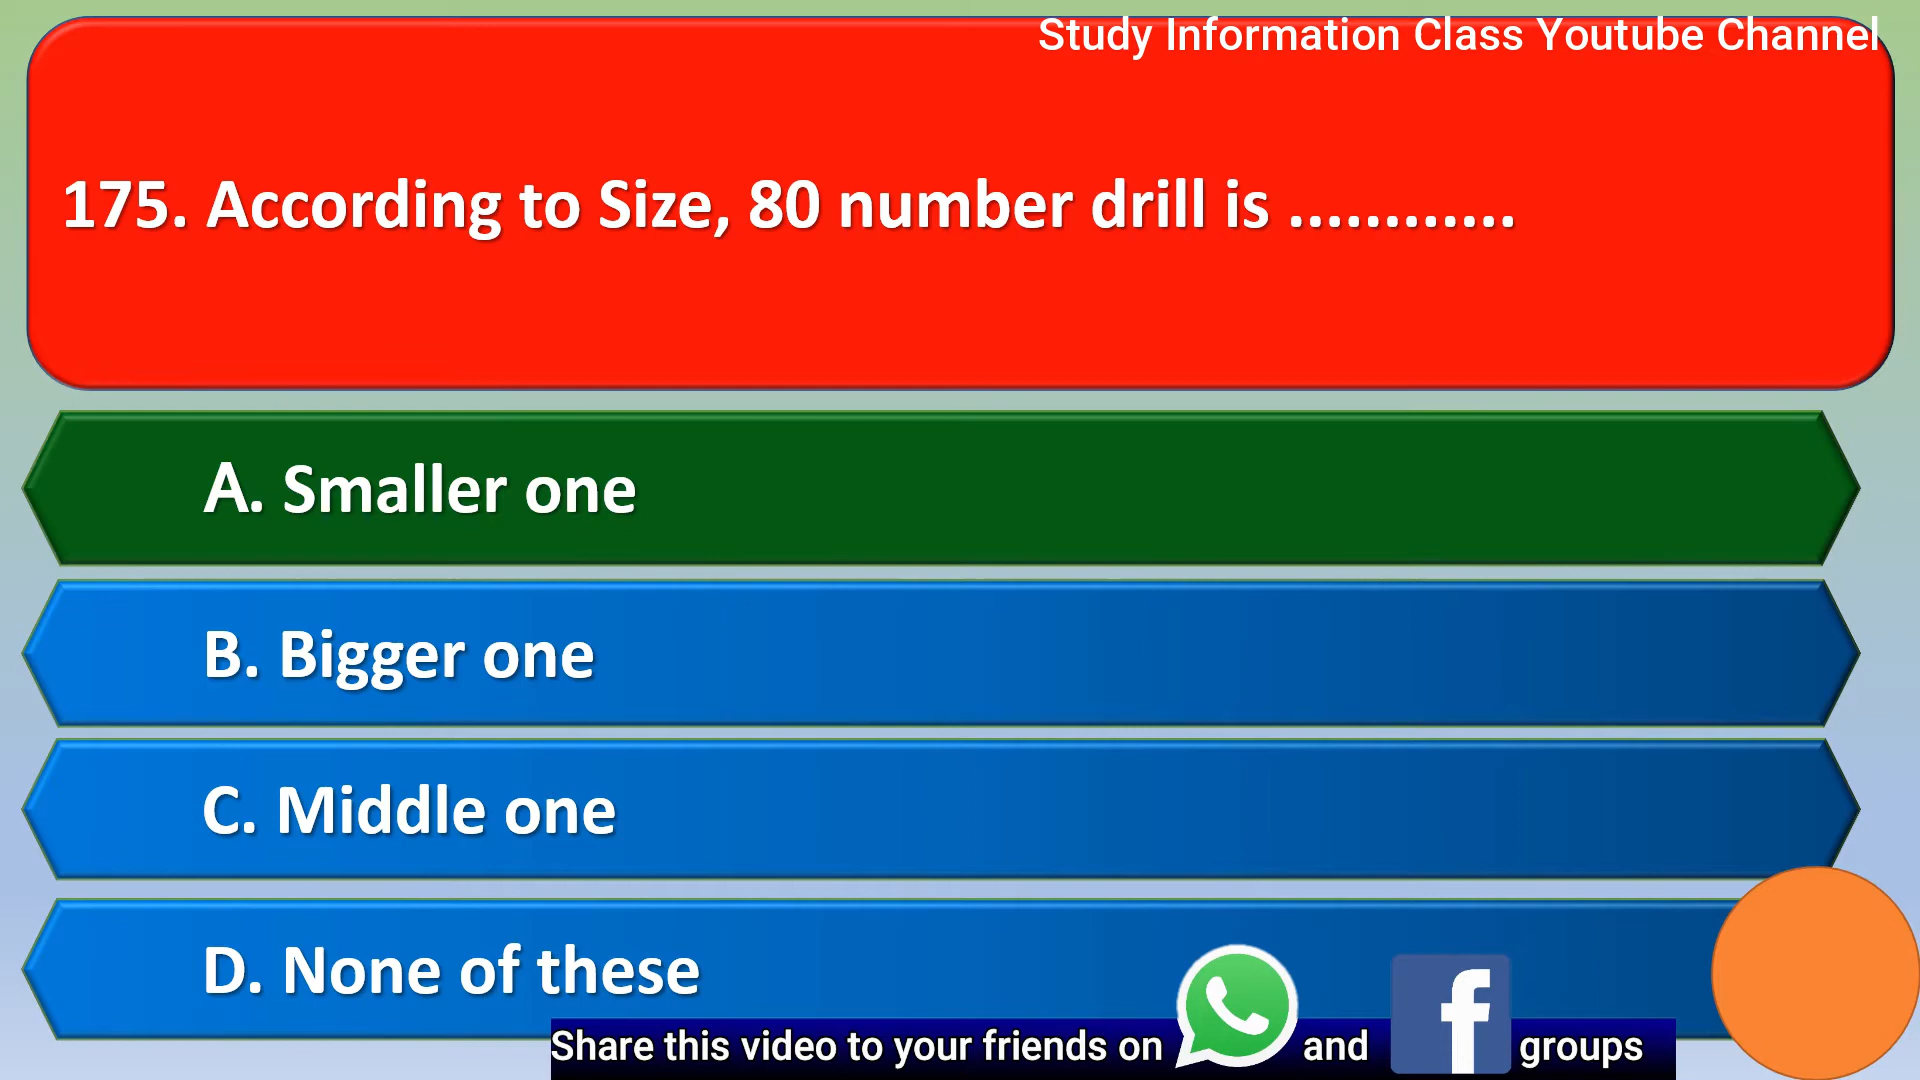 Study Information Class Youtube Channel
175. According to Size, 80 number drill is ............
A. Smaller one
B. Bigger one
C. Middle one
D. None of these
Share this video to your friends on and f groups